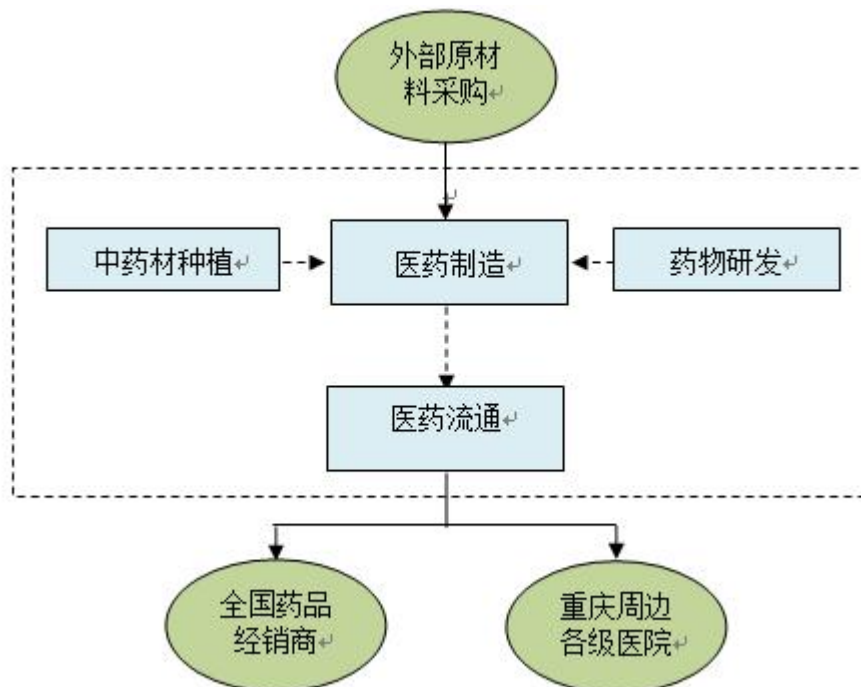 外部原材
料采购
中药材种植
医药制造
药物研发
医药流通
全国药品
经销商
重庆周边
各级医院